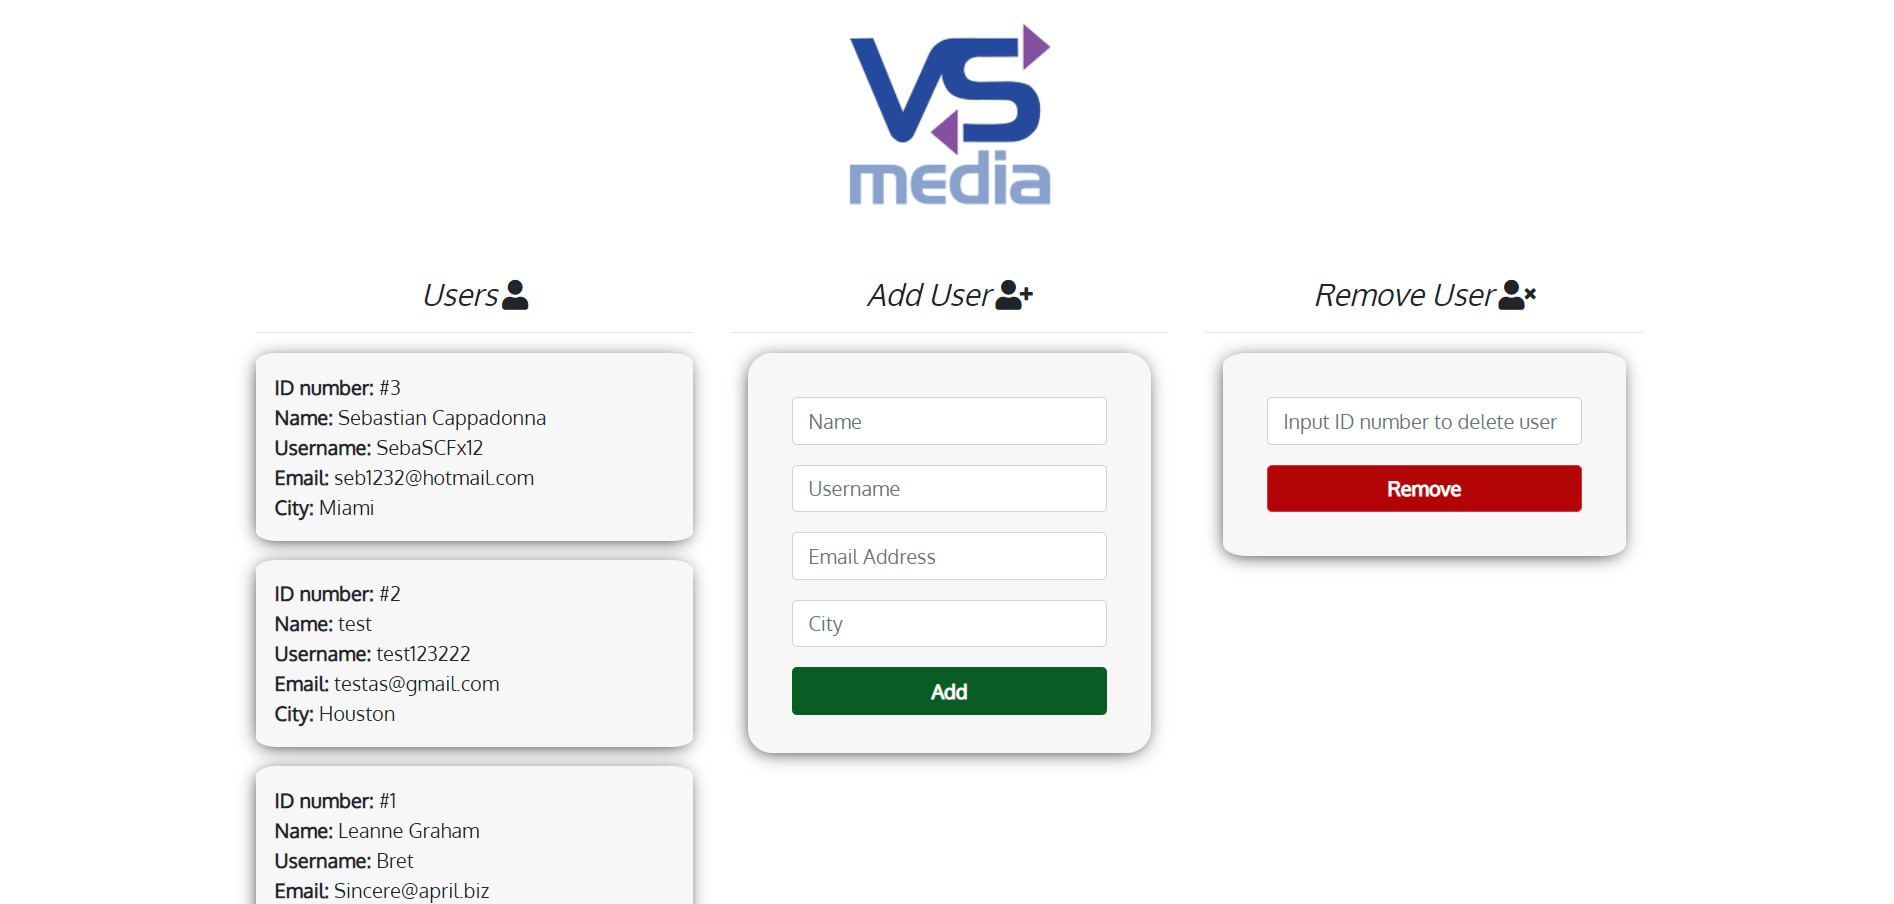 VS
media
Users
ID number: #3
Name: Sebastian Cappadonna
Username: SebaSCFx12
Email: seb1232@hotmail.com
City: Miami
ID number: #2
Name: test
Username: test123222
Email: testas@gmail.com
City: Houston
ID number: #1
Name: Leanne Graham
Username: Bret
Email: Sincere@april.biz
Add User
Name
Username
Email Address
City
Add
Remove User
Input ID number to delete user
Remove